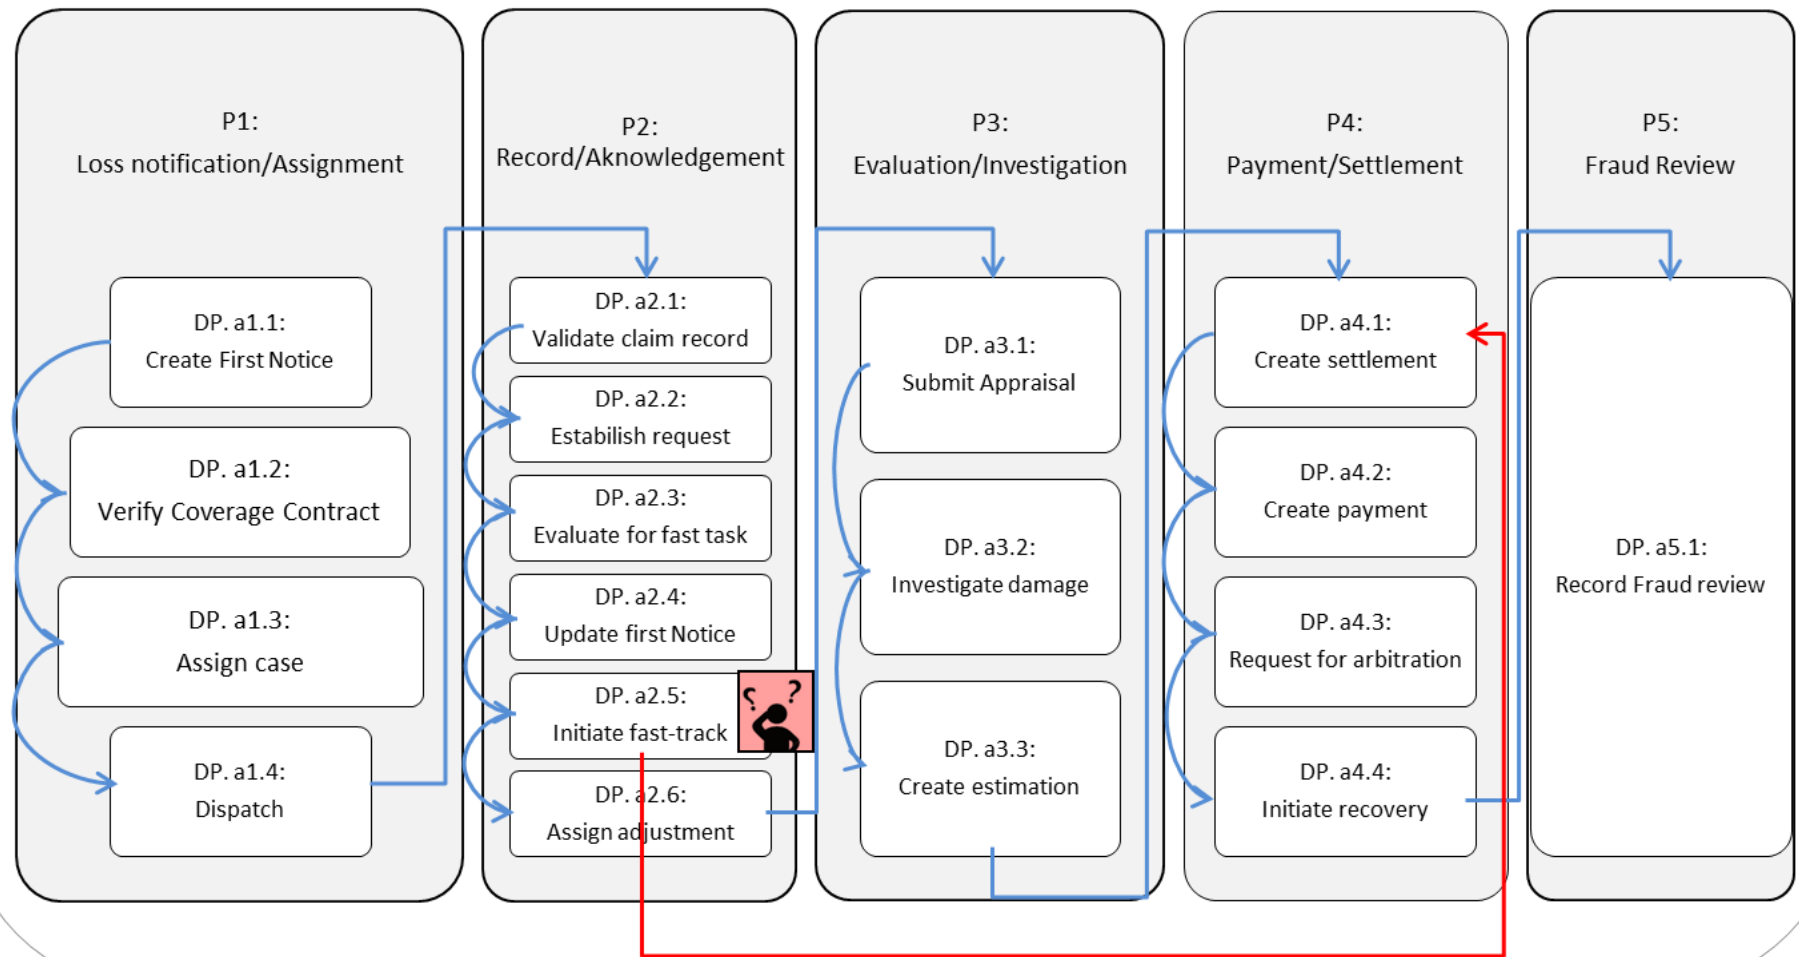 P1:
Loss notification/Assignment
DP. a1.1:
Create First Notice
DP. a1.2:
Verify Coverage Contract
DP. a1.3:
Assign case
DP. a1.4:
Dispatch
P2:
Record/Aknowledgement
DP. a2.1:
Validate claim record
DP. a2.2:
Estabilish request
DP. a2.3:
Evaluate for fast task
DP. a2.4:
Update first Notice
DP. a2.5:
Initiate fast-track
? ?
DP. a2.6:
Assign adjustment
P3:
Evaluation/Investigation
DP. a3.1:
Submit Appraisal
DP. a3.2:
Investigate damage
DP. a3.3:
Create estimation
P4:
Payment/Settlement
DP. a4.1:
Create settlement
DP. a4.2:
Create payment
DP. a4.3:
Request for arbitration
DP. a4.4:
Initiate recovery
P5:
Fraud Review
DP. a5.1:
Record Fraud review